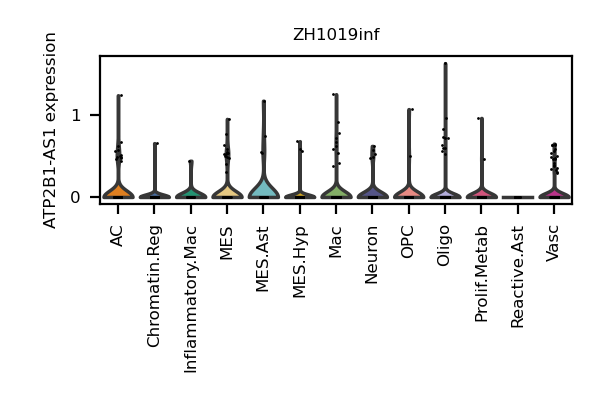 ZH1019inf
ATP2B1-AS1 expression
1
0
AC
Chromatin.Reg
Inflammatory.Mac
MES
MES.Ast
MES.Hyp
Mac
Neuron
OPC
Oligo
Prolif.Metab
Reactive.Ast
Vasc